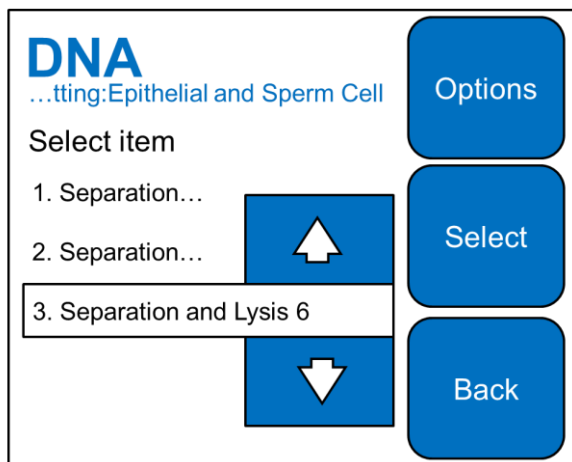 DNA
…tting:Epithelial and Sperm Cell
Select item
1. Separation…
2. Separation…
3. Separation and Lysis 6
Options
Select
Back